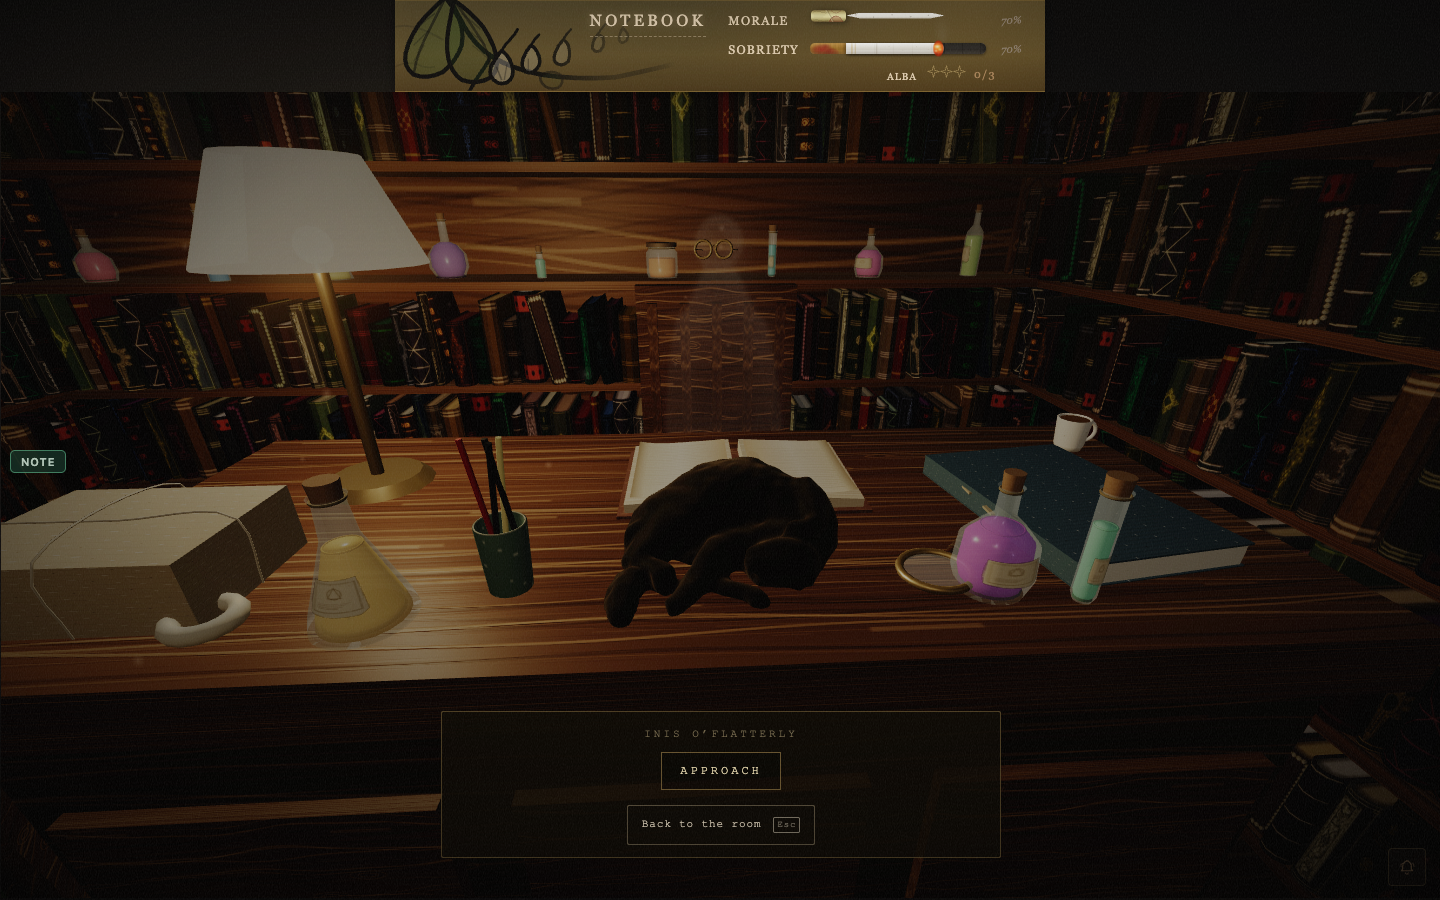 NOTEBOOK
MORALE
70%
SOBRIETY
70%
ALBA 0/3
NOTE
INIS O'FLATTERLY
APPROACH
Back to the room Esc